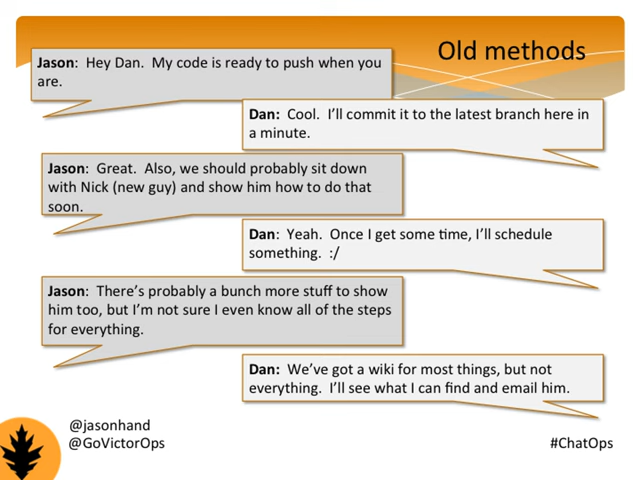 Old methods
Jason:  Hey Dan.  My code is ready to push when you
are.
Dan:  Cool.  I’ll commit it to the latest branch here in
a minute.
Jason:  Great.  Also, we should probably sit down
with Nick (new guy) and show him how to do that
soon.
Dan:  Yeah.  Once I get some time, I’ll schedule
something.  :/
Jason:  There’s probably a bunch more stuff to show
him too, but I’m not sure I even know all of the steps
for everything.
Dan:  We’ve got a wiki for most things, but not
everything.  I’ll see what I can find and email him.
@jasonhand
@GoVictorOps
#ChatOps